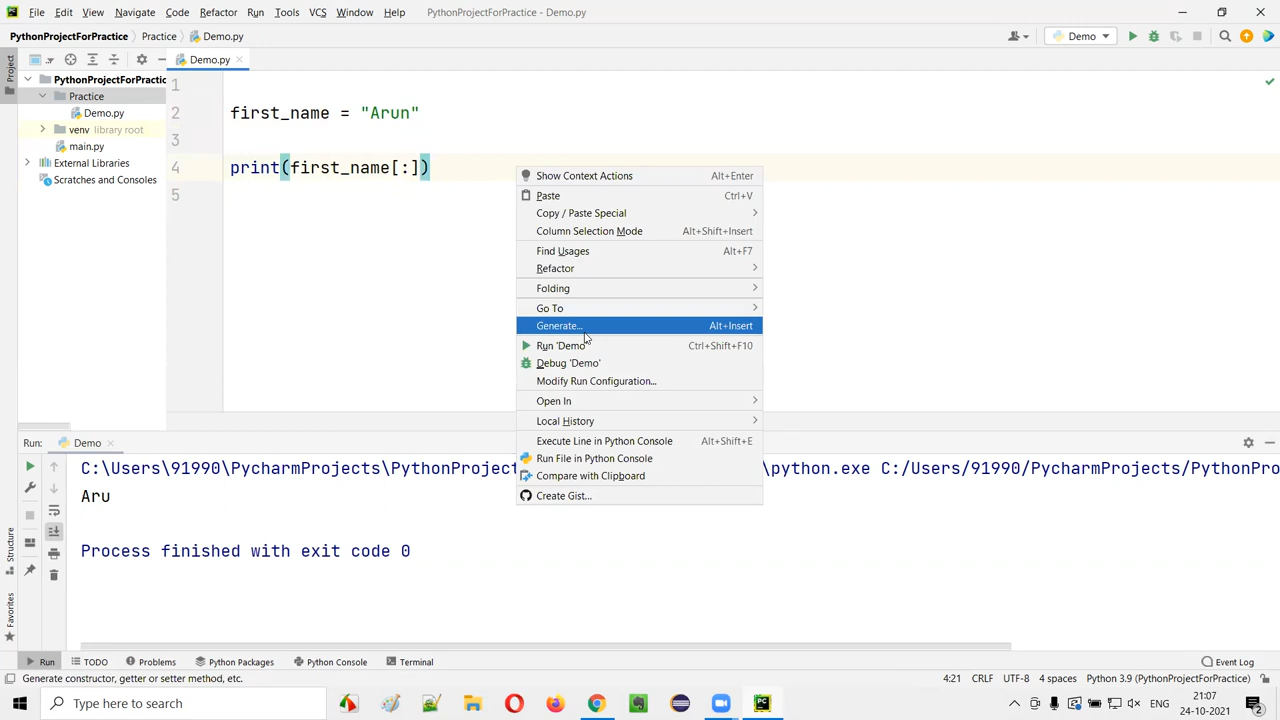 File Edit View Navigate Code Refactor Run Tools VCS Window Help PythonProjectForPractice - Demo.py
PythonProjectForPractice Practice Demo.py Demo
Project
Demo.py
PythonProjectForPractic
Practice
Demo.py
venv library root
main.py
External Libraries
Scratches and Consoles
1
2 first_name = "Arun"
3
4 print(first_name[:])
5
Show Context Actions Alt+Enter
Paste Ctrl+V
Copy / Paste Special
Column Selection Mode Alt+Shift+Insert
Find Usages Alt+F7
Refactor
Folding
Go To
Generate... Alt+Insert
Run 'Demo' Ctrl+Shift+F10
Debug 'Demo'
Modify Run Configuration...
Open In
Local History
Execute Line in Python Console Alt+Shift+E
Run File in Python Console
Compare with Clipboard
Create Gist...
Run: Demo
C:\Users\91990\PycharmProjects\PythonProjec \python.exe C:/Users/91990/PycharmProjects/PythonPro
Aru
Process finished with exit code 0
Structure
Favorites
Run TODO Problems Python Packages Python Console Terminal Event Log
Generate constructor, getter or setter method, etc. 4:21 CRLF UTF-8 4 spaces Python 3.9 (PythonProjectForPractice)
Type here to search
ENG
21:07
24-10-2021
2